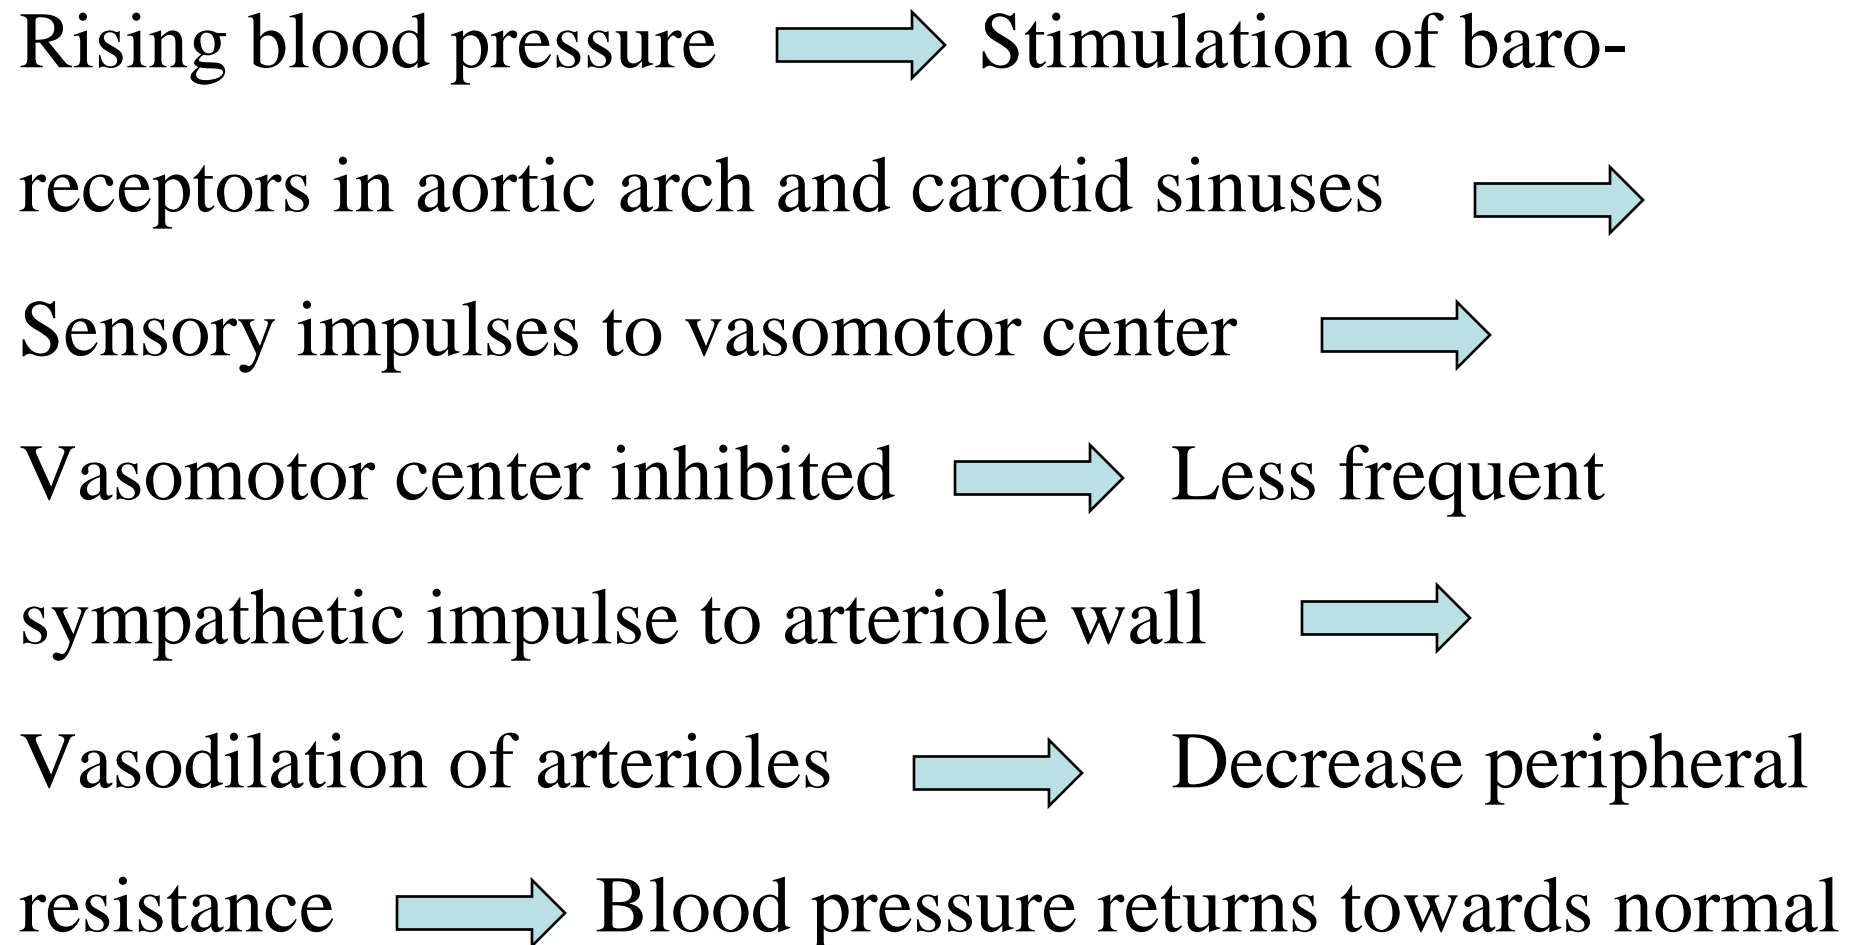 Rising blood pressure Stimulation of baro-
receptors in aortic arch and carotid sinuses
Sensory impulses to vasomotor center
Vasomotor center inhibited Less frequent
sympathetic impulse to arteriole wall
Vasodilation of arterioles Decrease peripheral
resistance Blood pressure returns towards normal